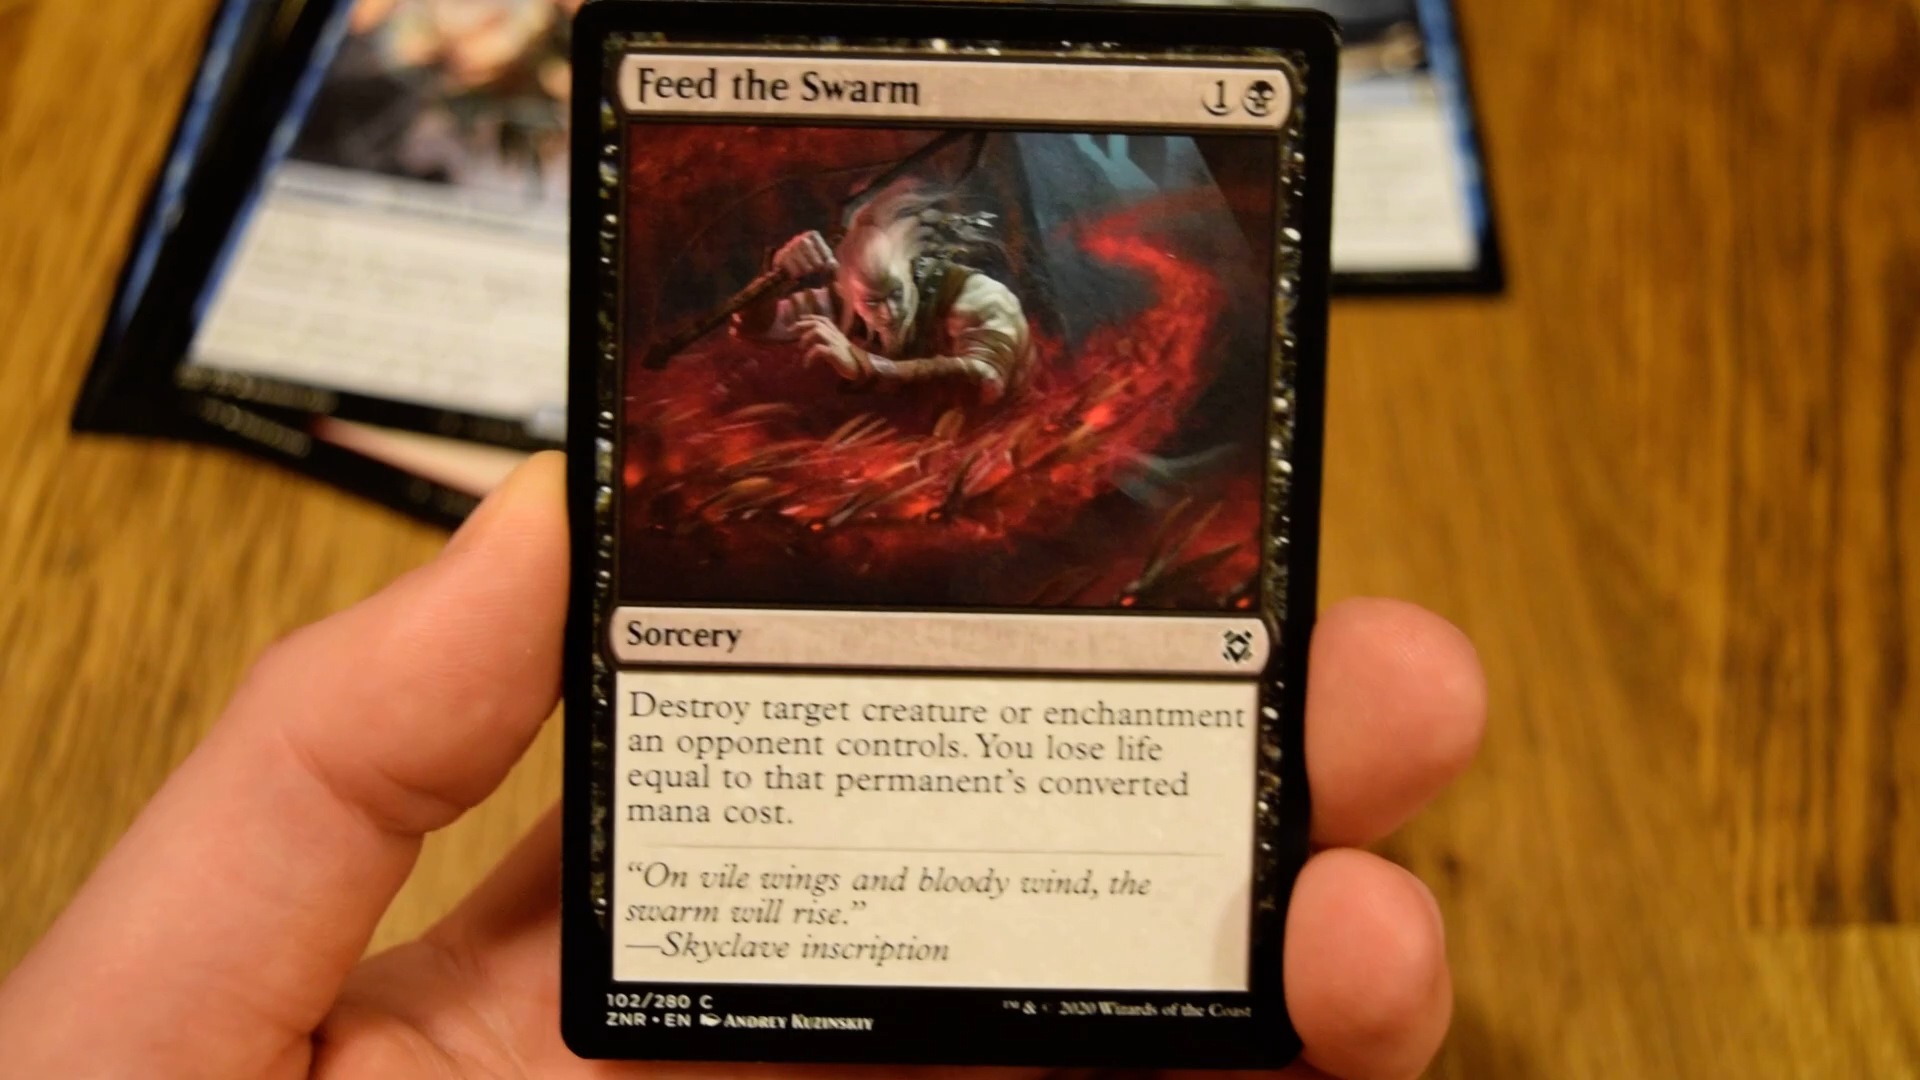 Feed the Swarm 1
Sorcery
Destroy target creature or enchantment
an opponent controls. You lose life
equal to that permanent's converted
mana cost.
“On vile wings and bloody wind, the
swarm will rise.”
—Skyclave inscription
102/280 C
ZNR • EN ANDREY KUZINSKIY
™ & © 2020 Wizards of the Coast